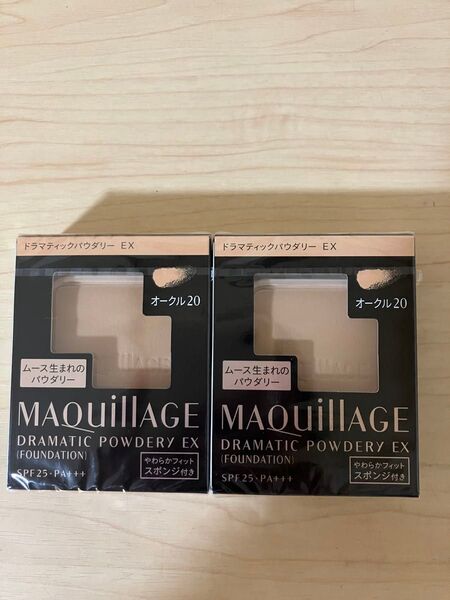 ドラマティックパウダリー EX
オークル20
ムース生まれの
パウダリー
MAQuillAGE
DRAMATIC POWDERY EX
(FOUNDATION)
SPF25・PA+++
やわらかフィット
スポンジ付き
ドラマティックパウダリー EX
オークル20
ムース生まれの
パウダリー
MAQuillAGE
DRAMATIC POWDERY EX
(FOUNDATION)
SPF25・PA+++
やわらかフィット
スポンジ付き